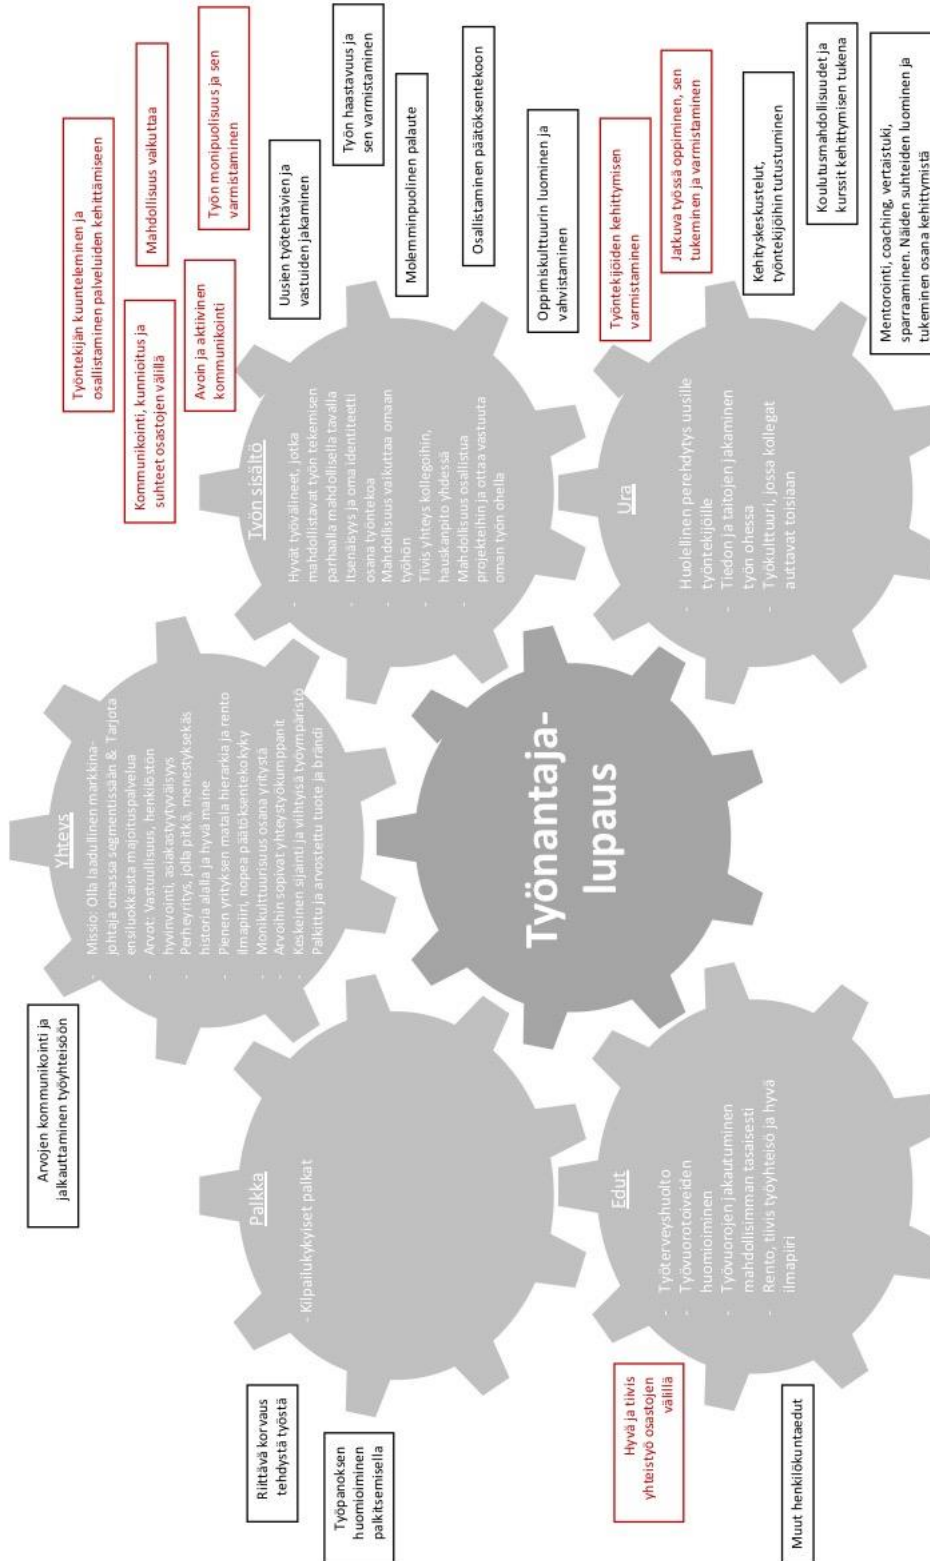 Arvojen kommunikointi ja
jalkauttaminen työyhteisöön
Yhteys
- Missio: Olla laadullinen markkina-
johtaja omassa segmentissään & Tarjota
ensiluokkaista majoituspalvelua
- Arvot: Vastuullisuus, henkilöstön
hyvinvointi, asiakastyytyväisyys
- Perheyritys, jolla pitkä, menestyksekäs
historia alalla ja hyvä maine
- Pienen yrityksen matala hierarkia ja rento
ilmapiiri, nopea päätöksentekokyky
- Monikulttuurisuus osana yritystä
- Arvoihin sopivat yhteystyökumppanit
- Keskeinen sijainti ja viihtyisä työympäristö
- Palkittu ja arvostettu tuote ja brändi
Työntekijän kuunteleminen ja
osallistaminen palveluiden kehittämiseen
Kommunikointi, kunnioitus ja
suhteet osastojen välillä
Mahdollisuus vaikuttaa
Avoin ja aktiivinen
kommunikointi
Työn monipuolisuus ja sen
varmistaminen
Riittävä korvaus
tehdystä työstä
Työpanoksen
huomioiminen
palkitsemisella
Palkka
- Kilpailukykyiset palkat
Työn sisältö
- Hyvät työvälineet, jotka
mahdollistavat työn tekemisen
parhaalla mahdollisella tavalla
- Itsenäisyys ja oma identiteetti
osana työntekoa
- Mahdollisuus vaikuttaa omaan
työhön
- Tiivis yhteys kollegoihin,
hauskanpito yhdessä
- Mahdollisuus osallistua
projekteihin ja ottaa vastuuta
oman työn ohella
Uusien työtehtävien ja
vastuiden jakaminen
Työn haastavuus ja
sen varmistaminen
Molemminpuolinen palaute
Osallistaminen päätöksentekoon
Oppimiskulttuurin luominen ja
vahvistaminen
Työnantaja-
lupaus
Hyvä ja tiivis
yhteistyö osastojen
välillä
Muut henkilökuntaedut
Edut
- Työterveyshuolto
- Työvuorotoiveiden
huomioiminen
- Työvuorojen jakautuminen
mahdollisimman tasaisesti
- Rento, tiivis työyhteisö ja hyvä
ilmapiiri
Ura
- Huolellinen perehdytys uusille
työntekijöille
- Tiedon ja taitojen jakaminen
työn ohessa
- Työkulttuuri, jossa kollegat
auttavat toisiaan
Työntekijöiden kehittymisen
varmistaminen
Jatkuva työssä oppiminen, sen
tukeminen ja varmistaminen
Kehityskeskustelut,
työntekijöihin tutustuminen
Koulutusmahdollisuudet ja
kurssit kehittymisen tukena
Mentorointi, coaching, vertaistuki,
sparraaminen. Näiden suhteiden luominen ja
tukeminen osana kehittymistä